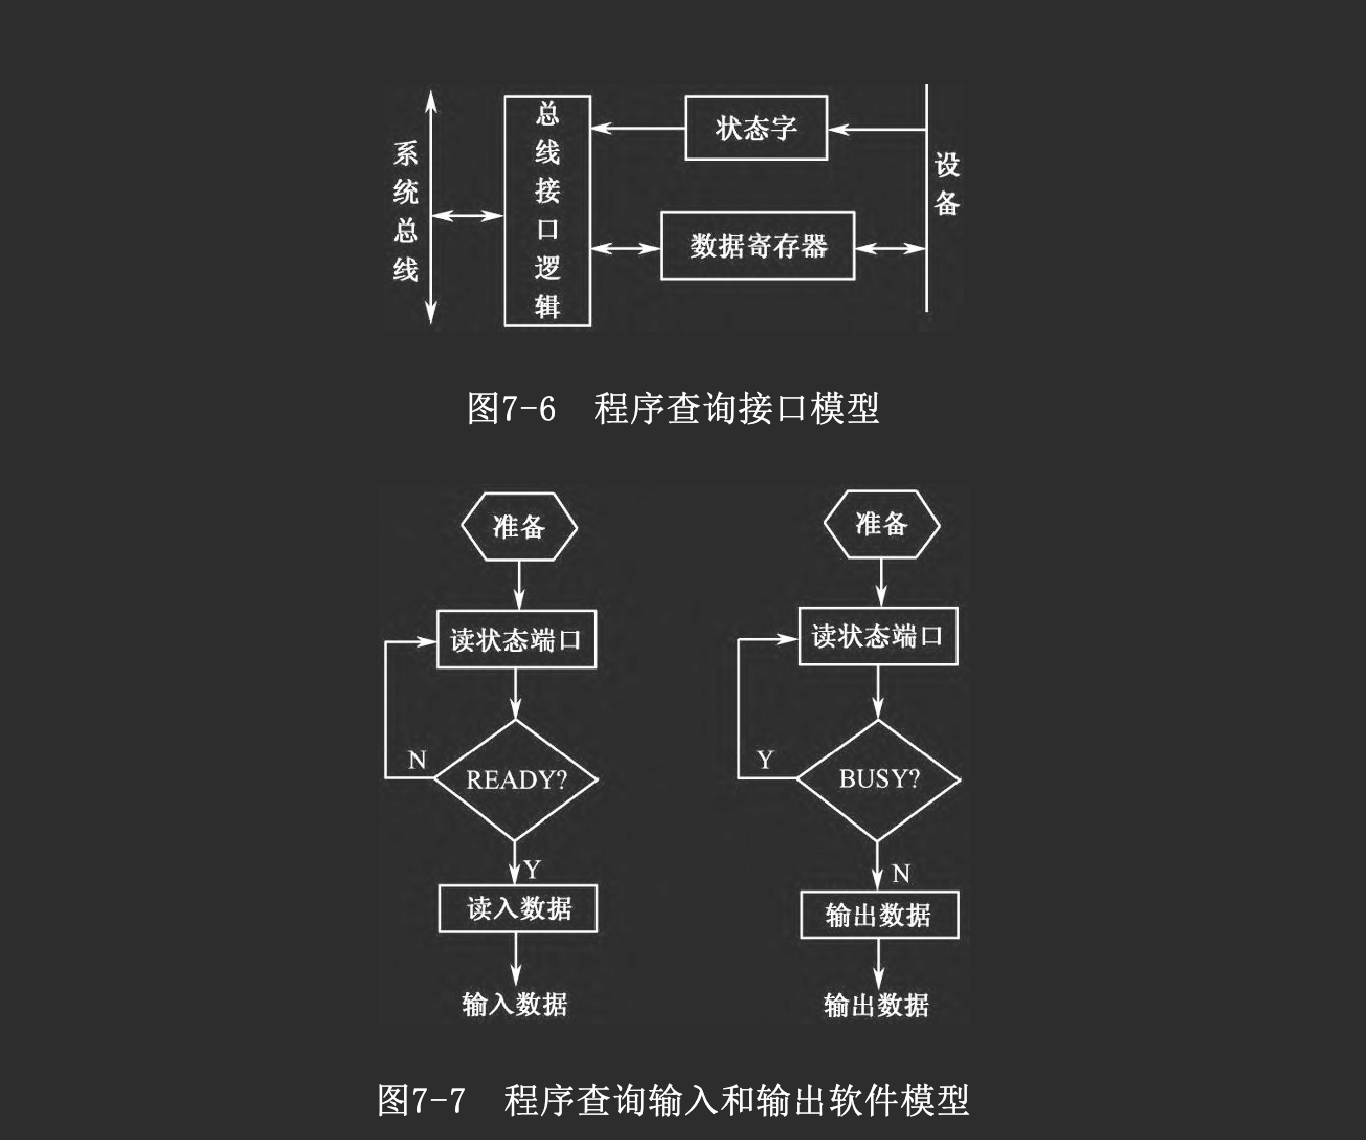 系统总线
总线接口逻辑
状态字
数据寄存器
设备
图7-6 程序查询接口模型
准备
读状态端口
N
READY?
Y
读入数据
输入数据
准备
读状态端口
Y
BUSY?
N
输出数据
输出数据
图7-7 程序查询输入和输出软件模型